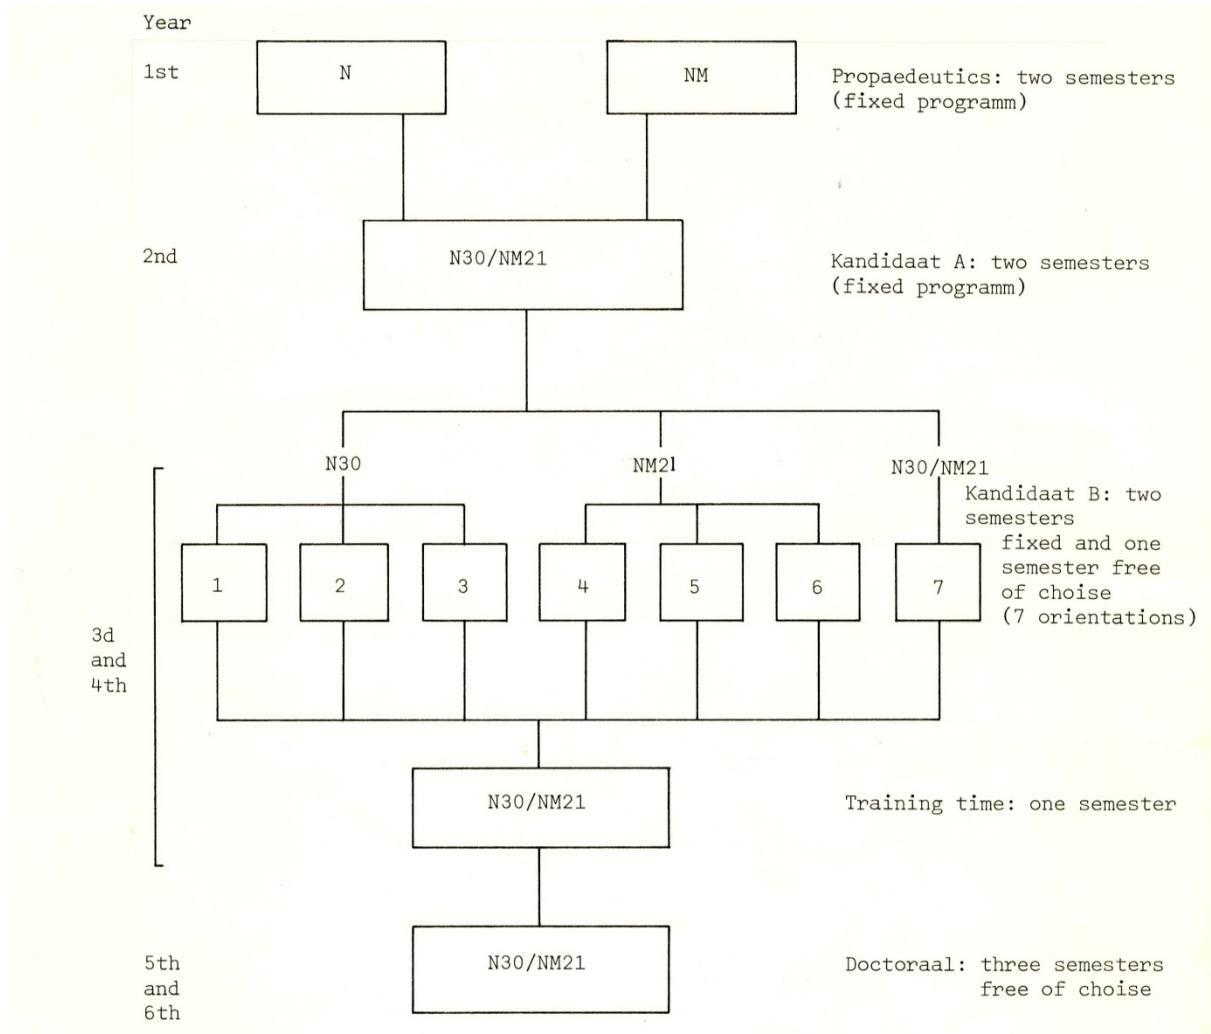 Year
1st
N
NM
Propaedeutics: two semesters
(fixed programm)
2nd
N30/NM21
Kandidaat A: two semesters
(fixed programm)
N30
NM21
N30/NM21
Kandidaat B: two
semesters
fixed and one
semester free
of choise
(7 orientations)
1
2
3
4
5
6
7
3d
and
4th
N30/NM21
Training time: one semester
5th
and
6th
N30/NM21
Doctoraal: three semesters
free of choise